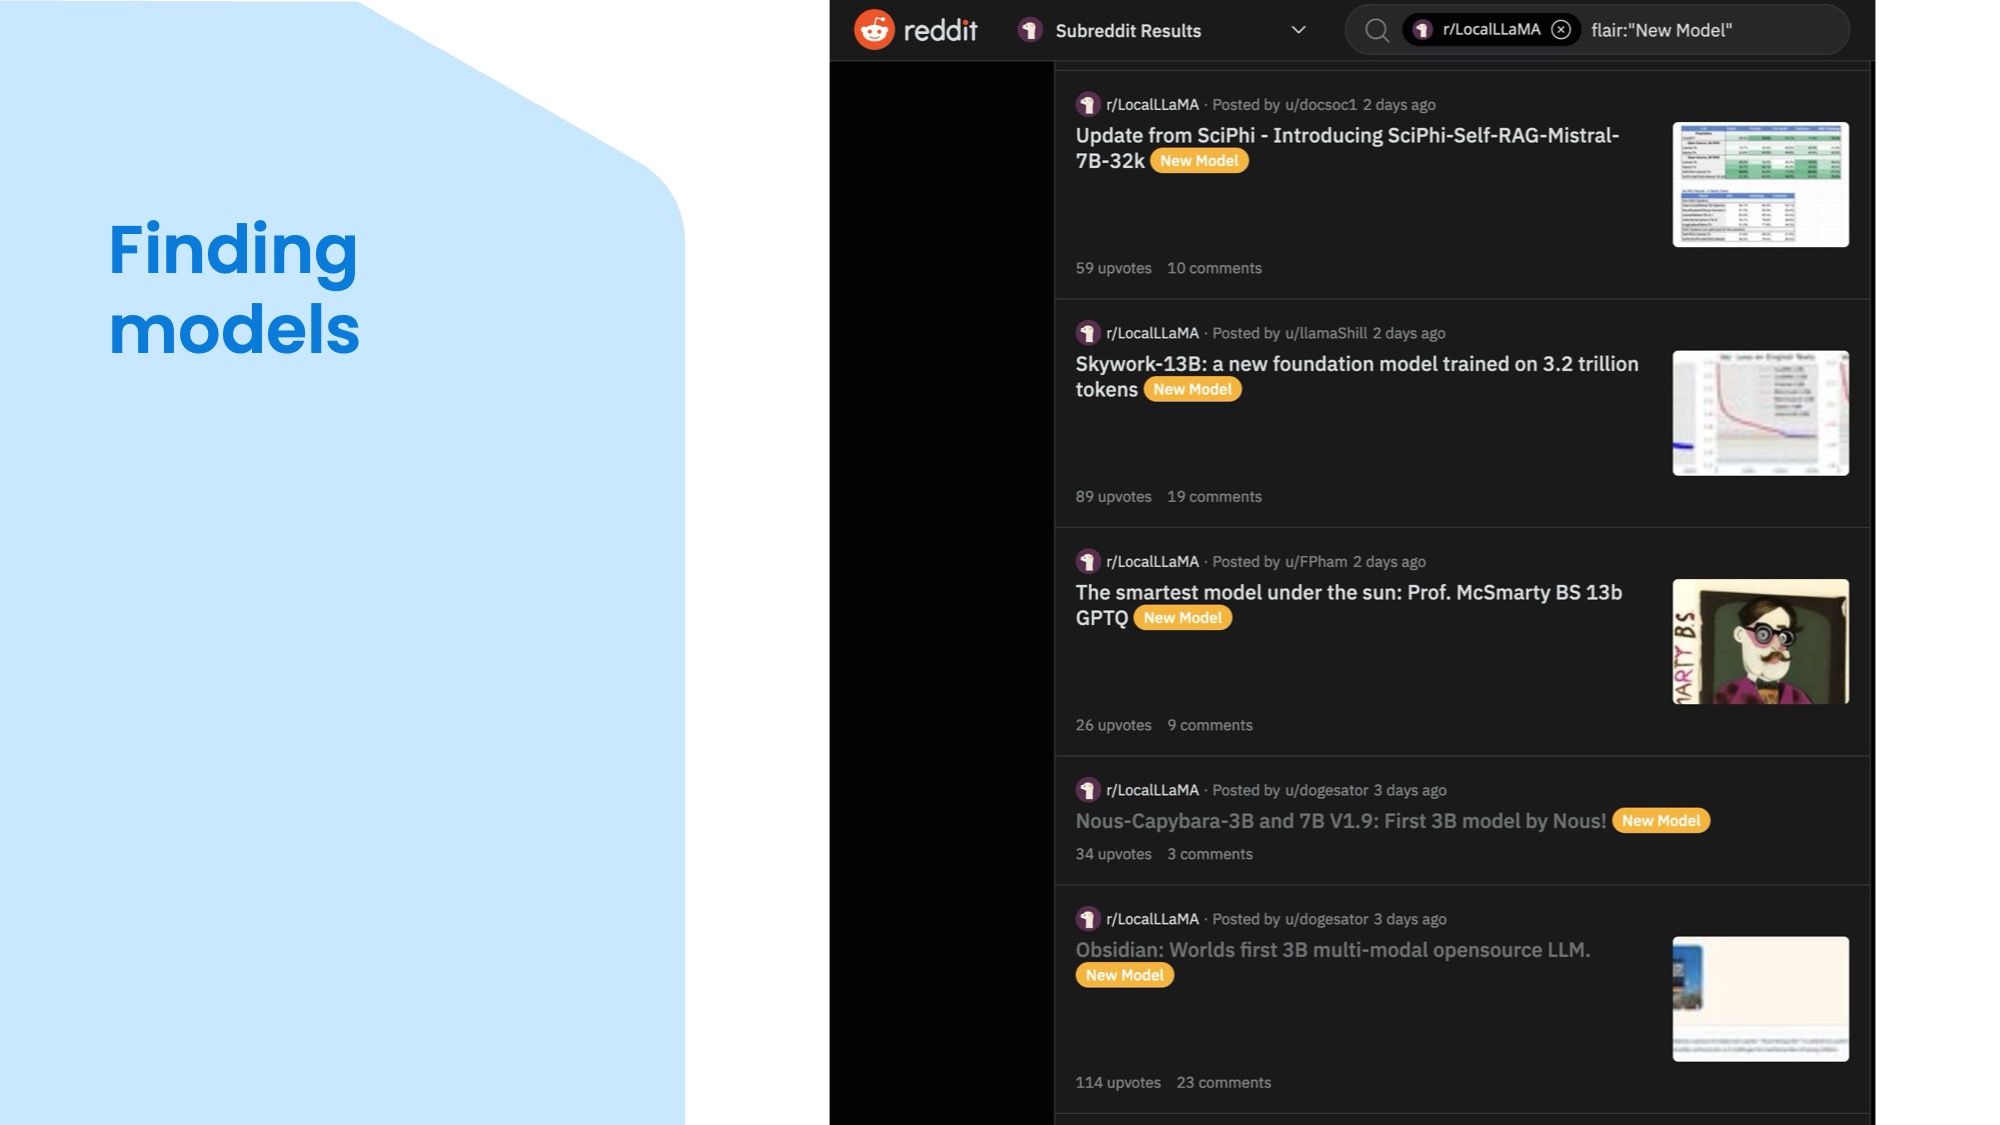 Finding
models
reddit
Subreddit Results
r/LocalLLaMA flair:"New Model"
r/LocalLLaMA · Posted by u/docsoc1 2 days ago
Update from SciPhi - Introducing SciPhi-Self-RAG-Mistral-
7B-32k New Model
59 upvotes 10 comments
r/LocalLLaMA · Posted by u/llamaShill 2 days ago
Skywork-13B: a new foundation model trained on 3.2 trillion
tokens New Model
89 upvotes 19 comments
r/LocalLLaMA · Posted by u/FPham 2 days ago
The smartest model under the sun: Prof. McSmarty BS 13b
GPTQ New Model
ARTY B.S.
26 upvotes 9 comments
r/LocalLLaMA · Posted by u/dogesator 3 days ago
Nous-Capybara-3B and 7B V1.9: First 3B model by Nous! New Model
34 upvotes 3 comments
r/LocalLLaMA · Posted by u/dogesator 3 days ago
Obsidian: Worlds first 3B multi-modal opensource LLM.
New Model
114 upvotes 23 comments